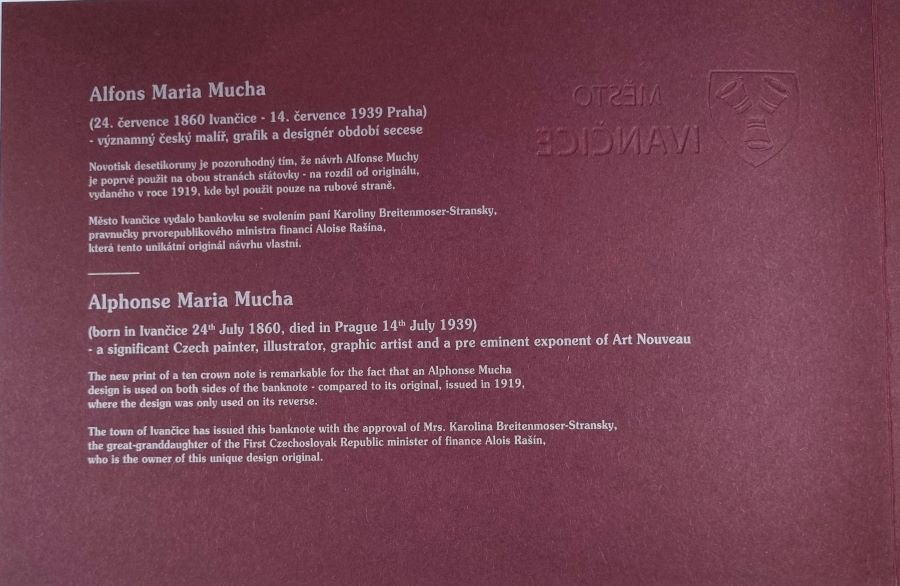 Alfons Maria Mucha
(24. července 1860 Ivančice - 14. července 1939 Praha)
- významný český malíř, grafik a designér období secese
Novotisk desetikoruny je pozoruhodný tím, že návrh Alfonse Muchy
je poprvé použit na obou stranách státovky - na rozdíl od originálu,
vydaného v roce 1919, kde byl použit pouze na rubové straně.
Město Ivančice vydalo bankovku se svolením paní Karoliny Breitenmoser-Stransky,
pravnučky prvorepublikového ministra financí Aloise Rašína,
která tento unikátní originál návrhu vlastní.
Alphonse Maria Mucha
(born in Ivančice 24th July 1860, died in Prague 14th July 1939)
- a significant Czech painter, illustrator, graphic artist and a pre eminent exponent of Art Nouveau
The new print of a ten crown note is remarkable for the fact that an Alphonse Mucha
design is used on both sides of the banknote - compared to its original, issued in 1919,
where the design was only used on its reverse.
The town of Ivančice has issued this banknote with the approval of Mrs. Karolina Breitenmoser-Stransky,
the great-granddaughter of the First Czechoslovak Republic minister of finance Alois Rašín,
who is the owner of this unique design original.
MĚSTO
IVANČICE